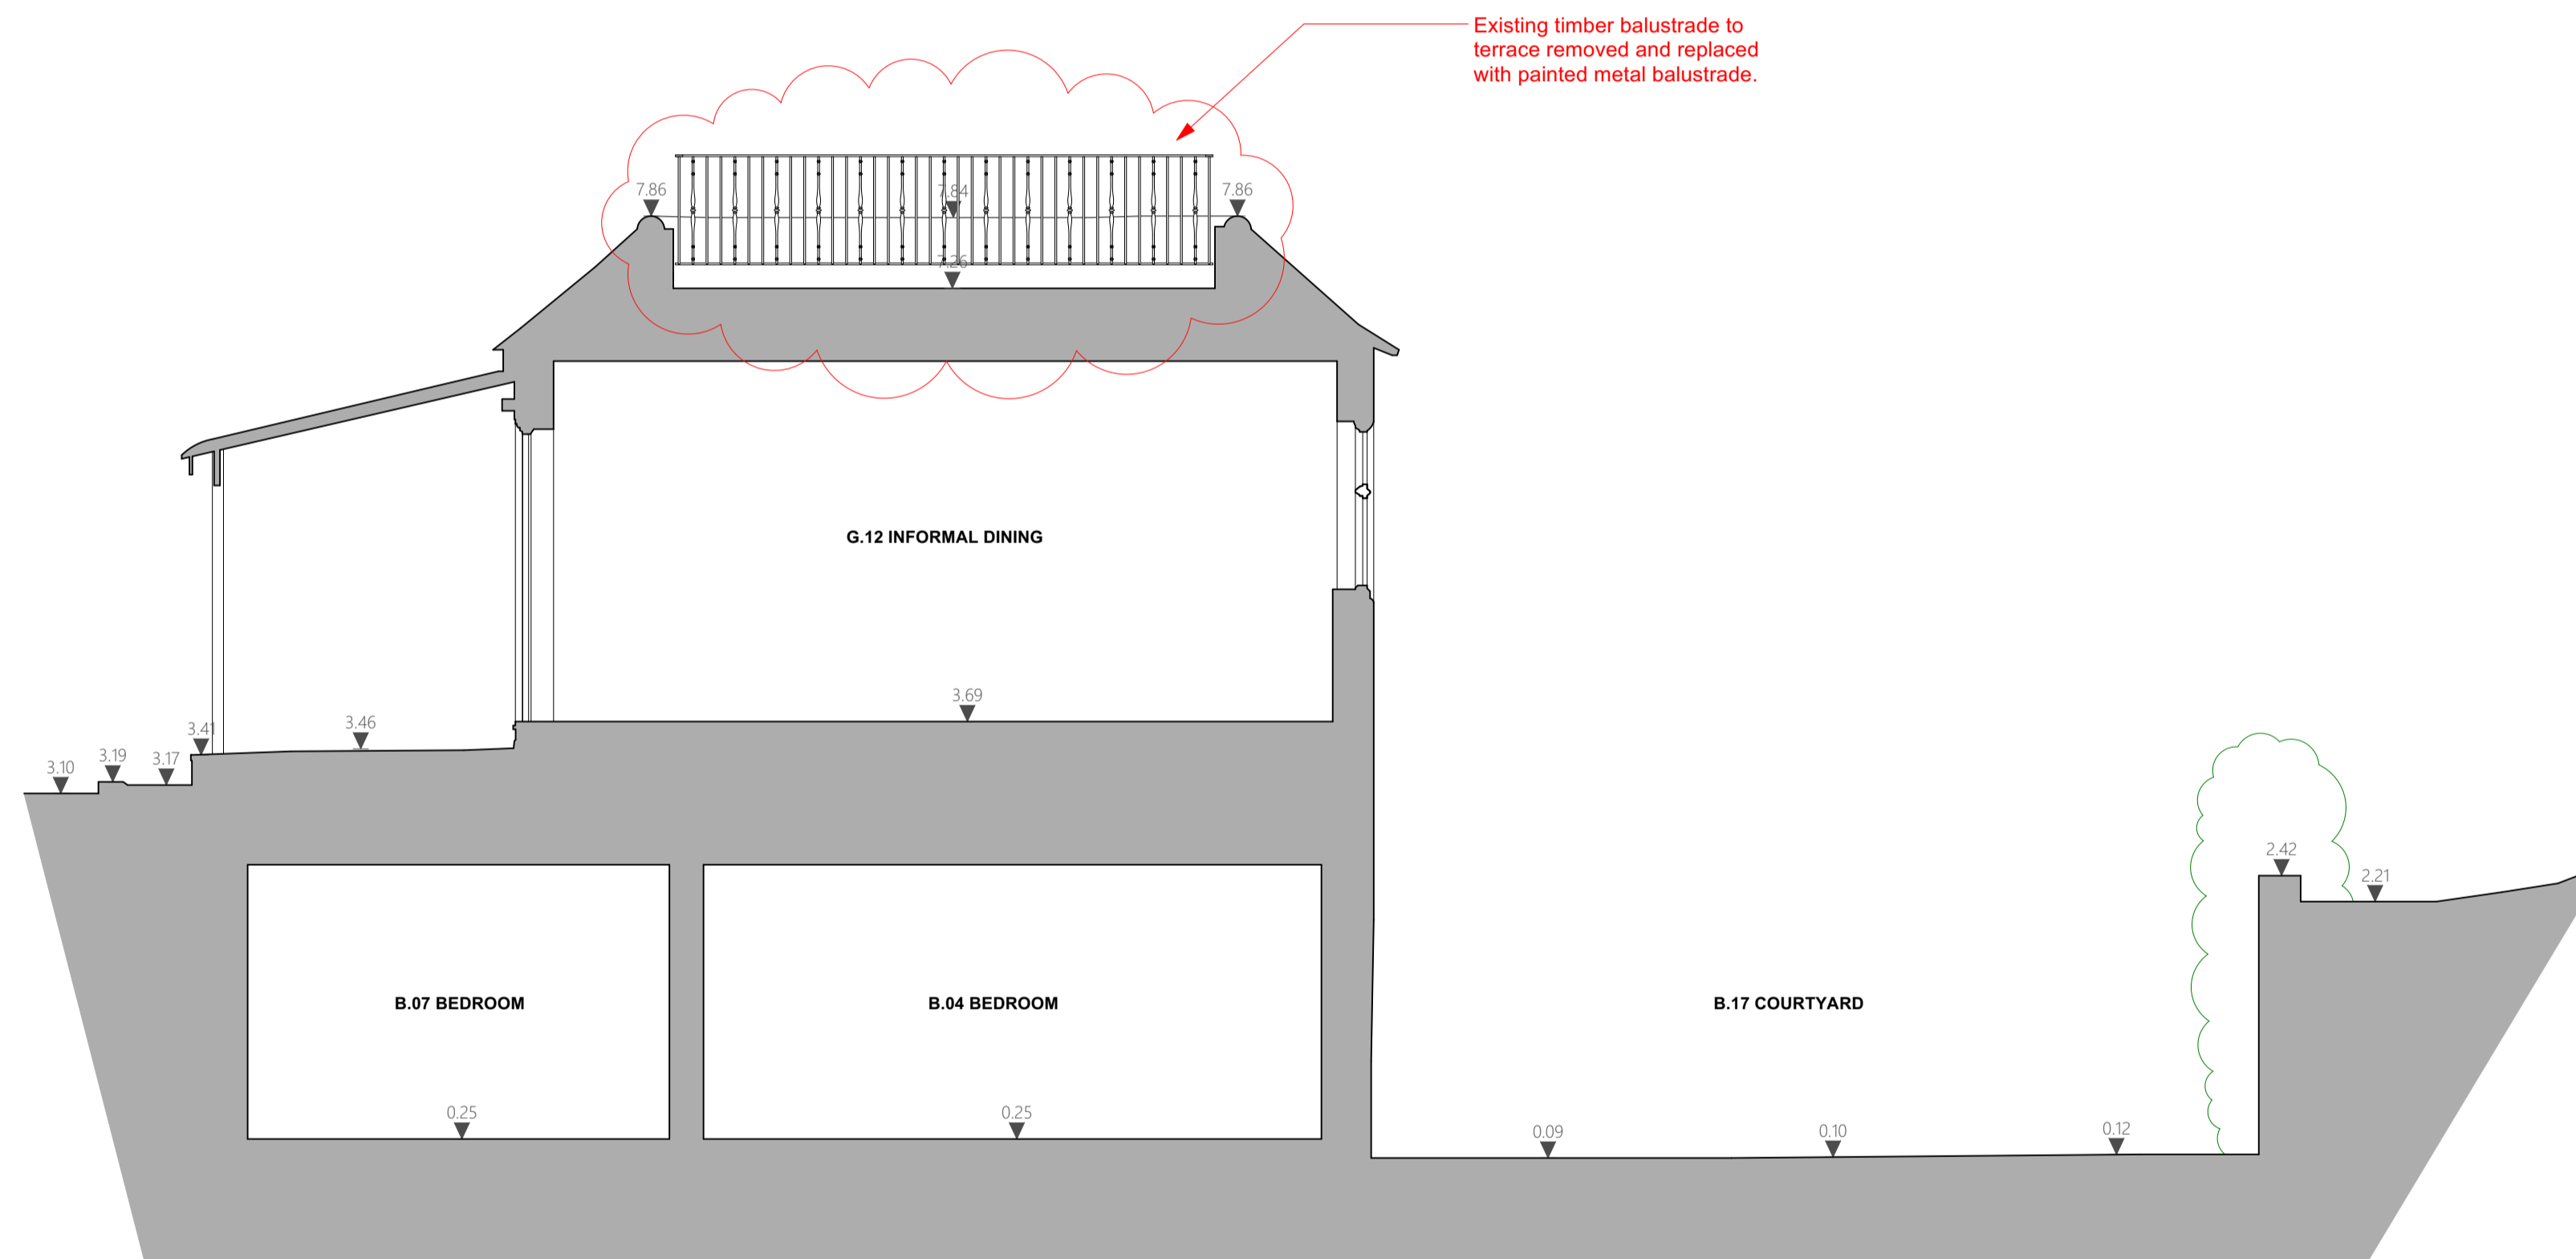 Existing timber balustrade to
terrace removed and replaced
with painted metal balustrade.
7.86
7.84
7.86
7.26
G.12 INFORMAL DINING
3.69
3.46
3.41
3.19
3.17
3.10
2.42
2.21
B.07 BEDROOM
B.04 BEDROOM
B.17 COURTYARD
0.25
0.25
0.09
0.10
0.12